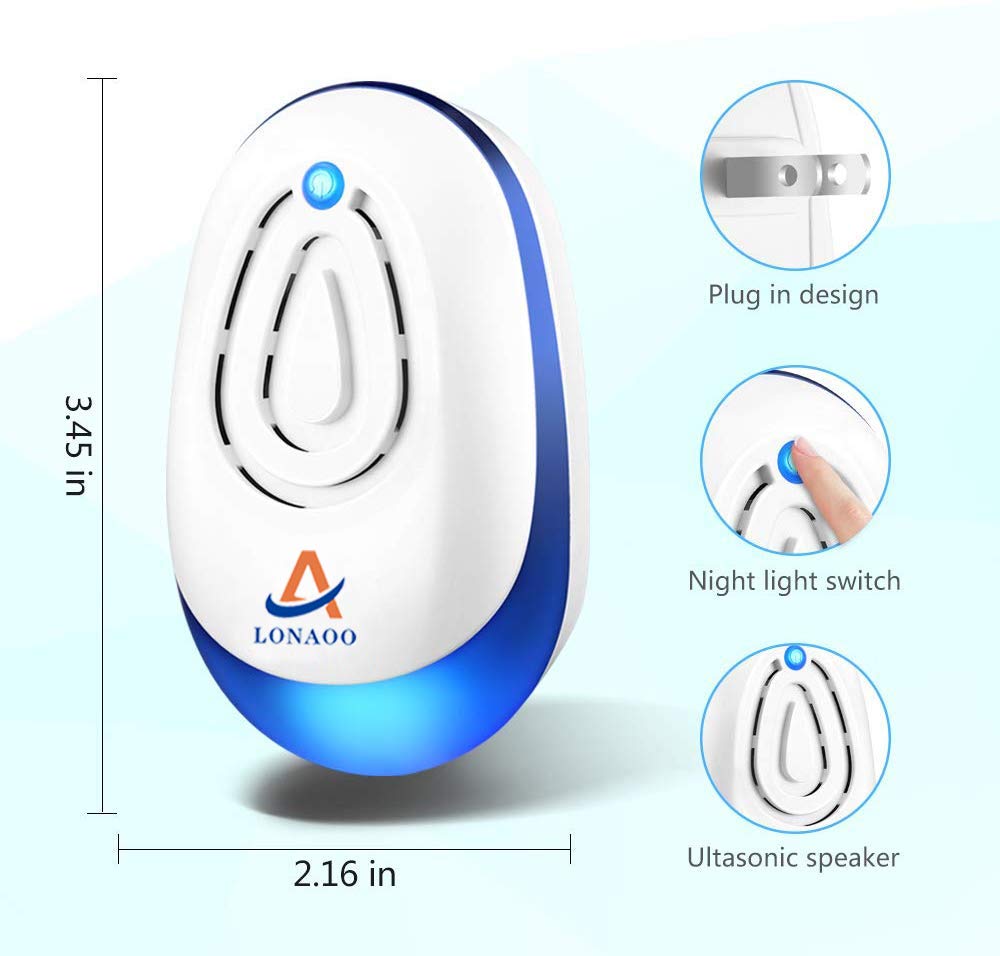 3.45 in
LONAOO
2.16 in
Plug in design
Night light switch
Ultasonic speaker